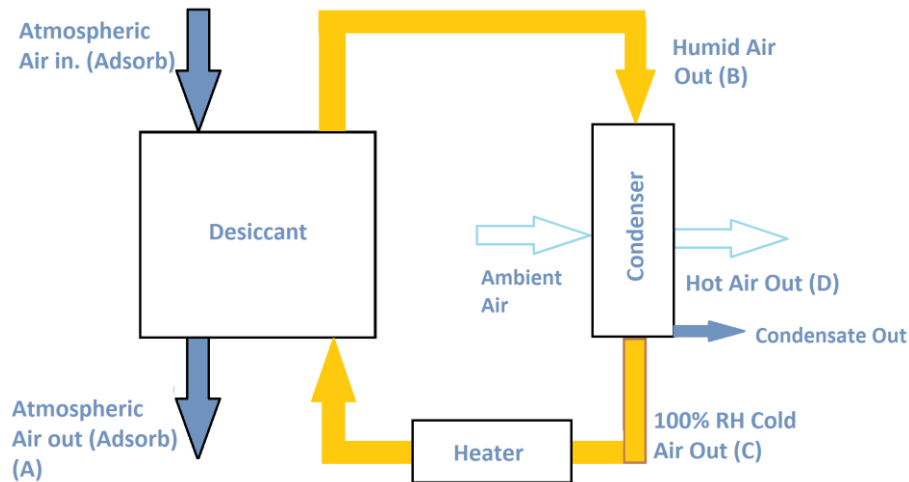 Atmospheric
Air in. (Adsorb)
Humid Air
Out (B)
Desiccant
Condenser
Ambient
Air
Hot Air Out (D)
Condensate Out
Atmospheric
Air out (Adsorb)
(A)
Heater
100% RH Cold
Air Out (C)